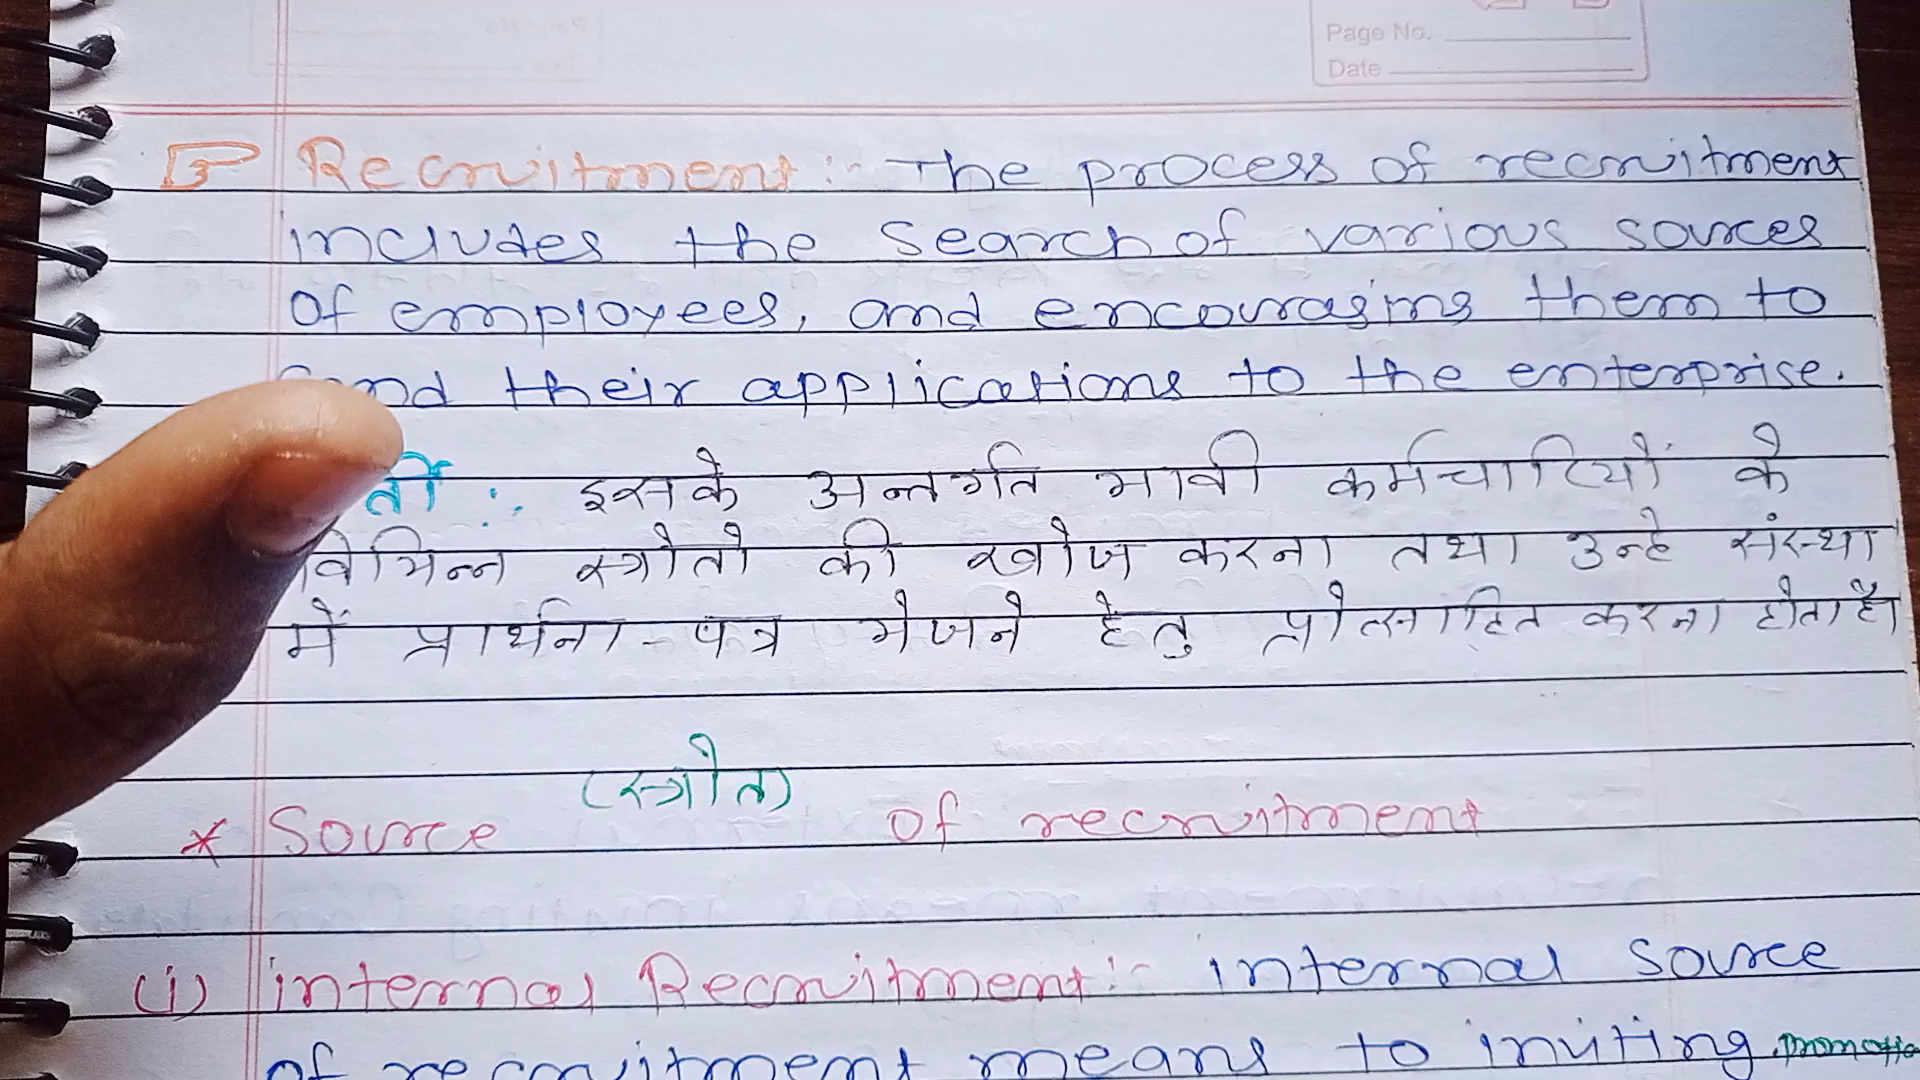 Page No.
Date
Recruitment :- The process of recruitment
includes the search of various sources
of employees, and encouraging them to
their applications to the enterprise.
इसके अन्तर्गत भावी कर्मचारियों के
विभिन्न स्त्रोतो की खोज करना तथा उन्हे संस्था
में प्रार्थना-पत्र भेजने हेतु प्रोत्साहित करना होता है।
(स्त्रोत)
* Source of recruitment
(i) internal Recruitment :- internal source
of recruitment means to inviting